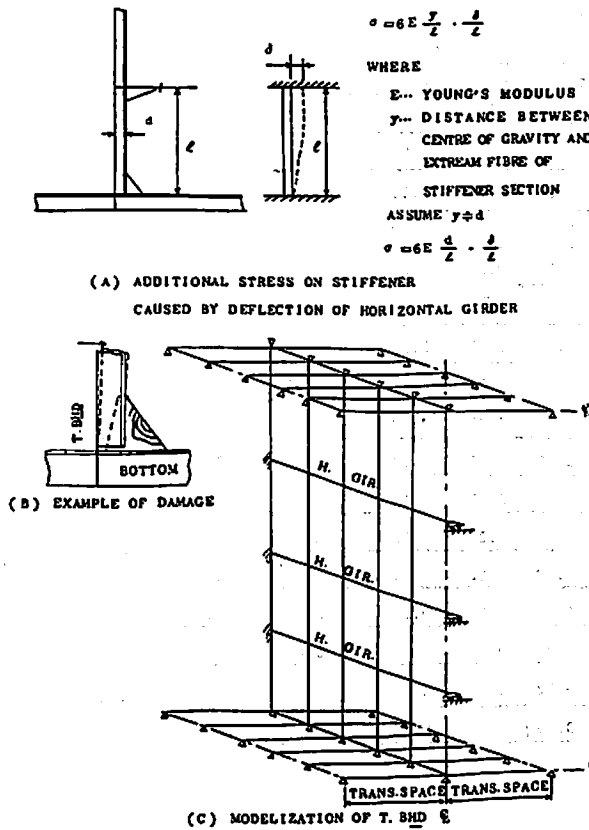 σ = 6E y/ℓ · δ/ℓ
WHERE
E... YOUNG'S MODULUS
y... DISTANCE BETWEEN
CENTRE OF GRAVITY AND
EXTREAM FIBRE OF
STIFFENER SECTION
ASSUME y≑d
σ = 6E d/ℓ · δ/ℓ
d
ℓ
δ
ℓ
(A) ADDITIONAL STRESS ON STIFFENER
CAUSED BY DEFLECTION OF HORIZONTAL GIRDER
T. BHD
BOTTOM
(B) EXAMPLE OF DAMAGE
H. GIR.
H. GIR.
H. GIR.
TRANS. SPACE
TRANS. SPACE
(C) MODELIZATION OF T. BHD